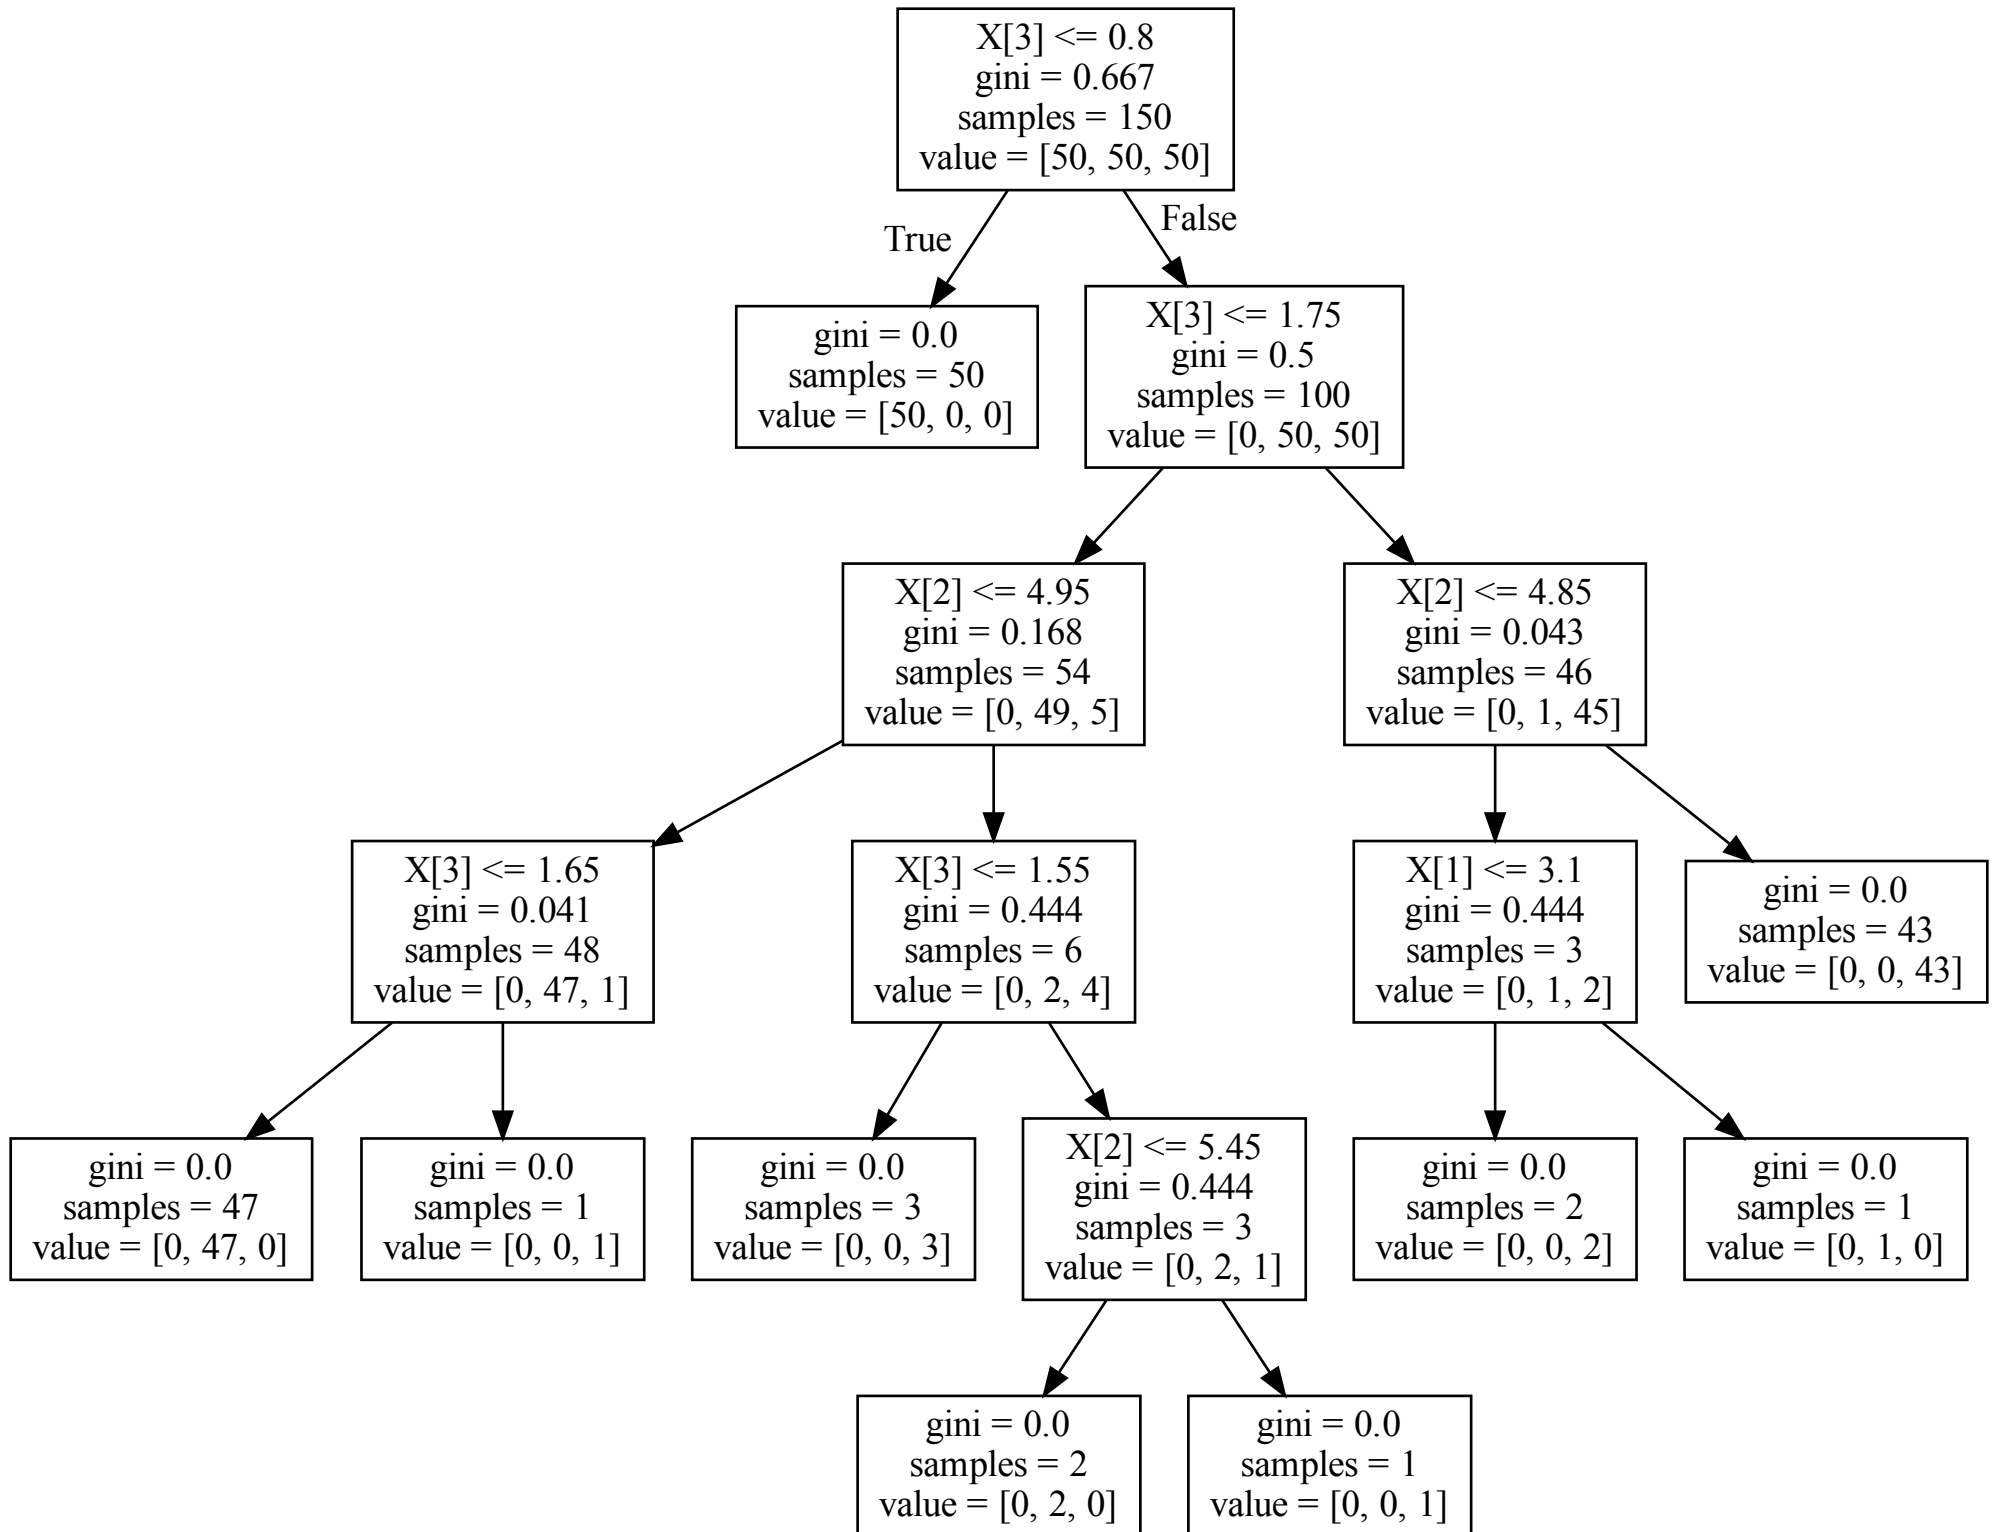 X[3] <= 0.8
gini = 0.667
samples = 150
value = [50, 50, 50]
True
False
gini = 0.0
samples = 50
value = [50, 0, 0]
X[3] <= 1.75
gini = 0.5
samples = 100
value = [0, 50, 50]
X[2] <= 4.95
gini = 0.168
samples = 54
value = [0, 49, 5]
X[2] <= 4.85
gini = 0.043
samples = 46
value = [0, 1, 45]
X[3] <= 1.65
gini = 0.041
samples = 48
value = [0, 47, 1]
X[3] <= 1.55
gini = 0.444
samples = 6
value = [0, 2, 4]
X[1] <= 3.1
gini = 0.444
samples = 3
value = [0, 1, 2]
gini = 0.0
samples = 43
value = [0, 0, 43]
gini = 0.0
samples = 47
value = [0, 47, 0]
gini = 0.0
samples = 1
value = [0, 0, 1]
gini = 0.0
samples = 3
value = [0, 0, 3]
X[2] <= 5.45
gini = 0.444
samples = 3
value = [0, 2, 1]
gini = 0.0
samples = 2
value = [0, 0, 2]
gini = 0.0
samples = 1
value = [0, 1, 0]
gini = 0.0
samples = 2
value = [0, 2, 0]
gini = 0.0
samples = 1
value = [0, 0, 1]